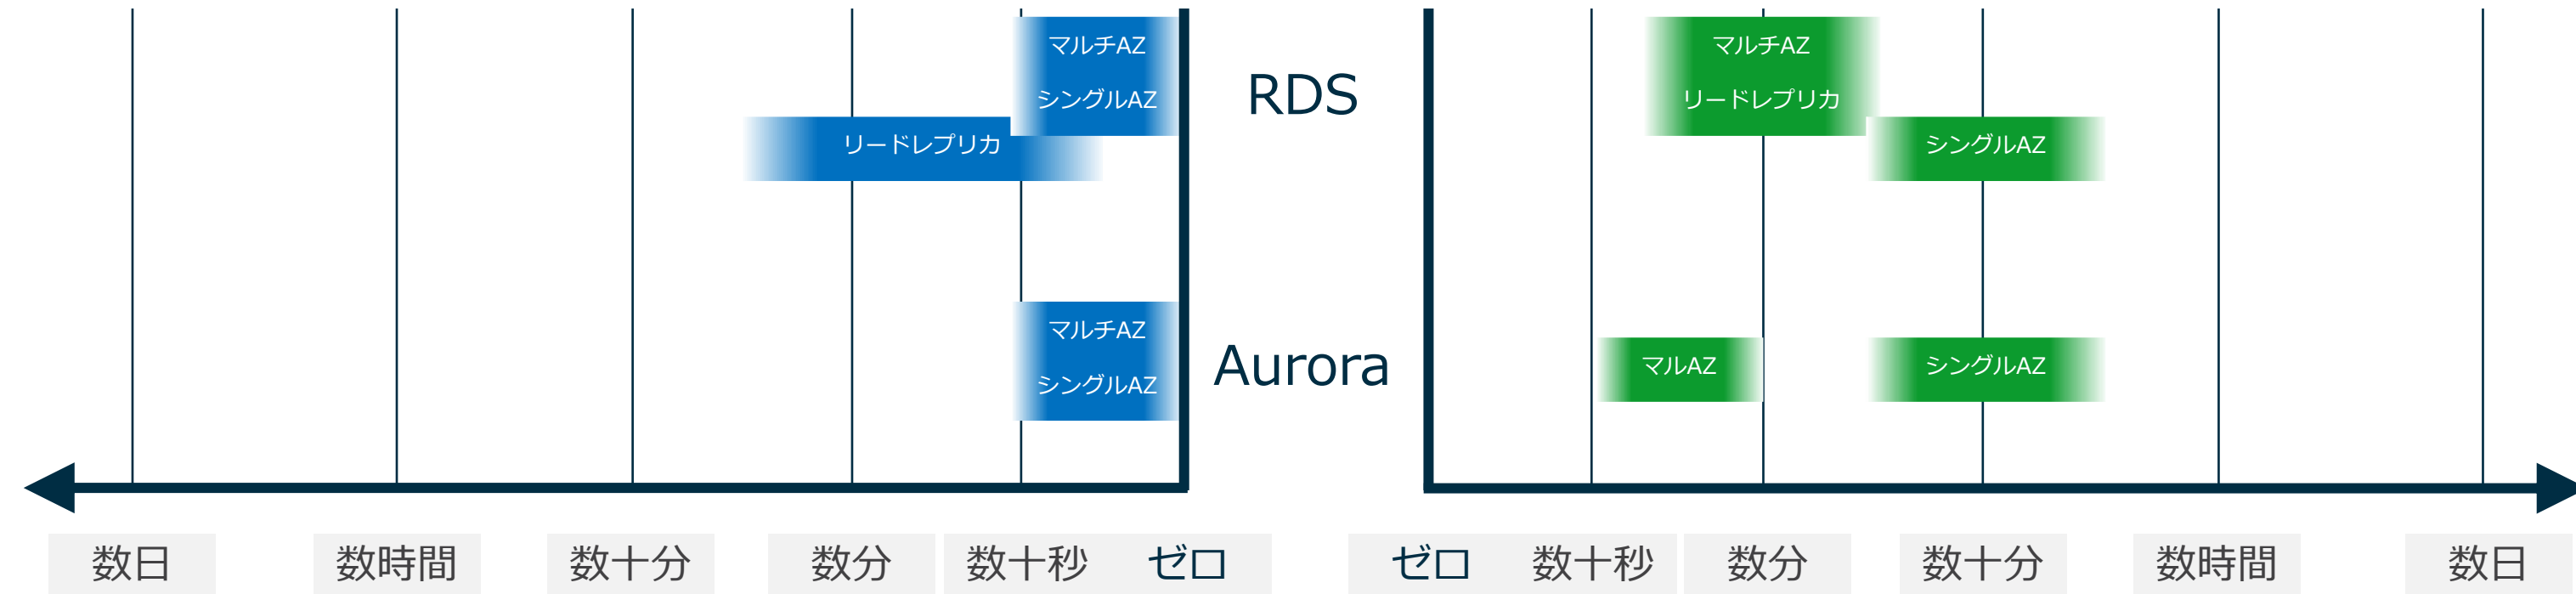 マルチAZ
シングルAZ
リードレプリカ
RDS
マルチAZ
リードレプリカ
シングルAZ
マルチAZ
シングルAZ
Aurora
マルAZ
シングルAZ
数日
数時間
数十分
数分
数十秒
ゼロ
ゼロ
数十秒
数分
数十分
数時間
数日